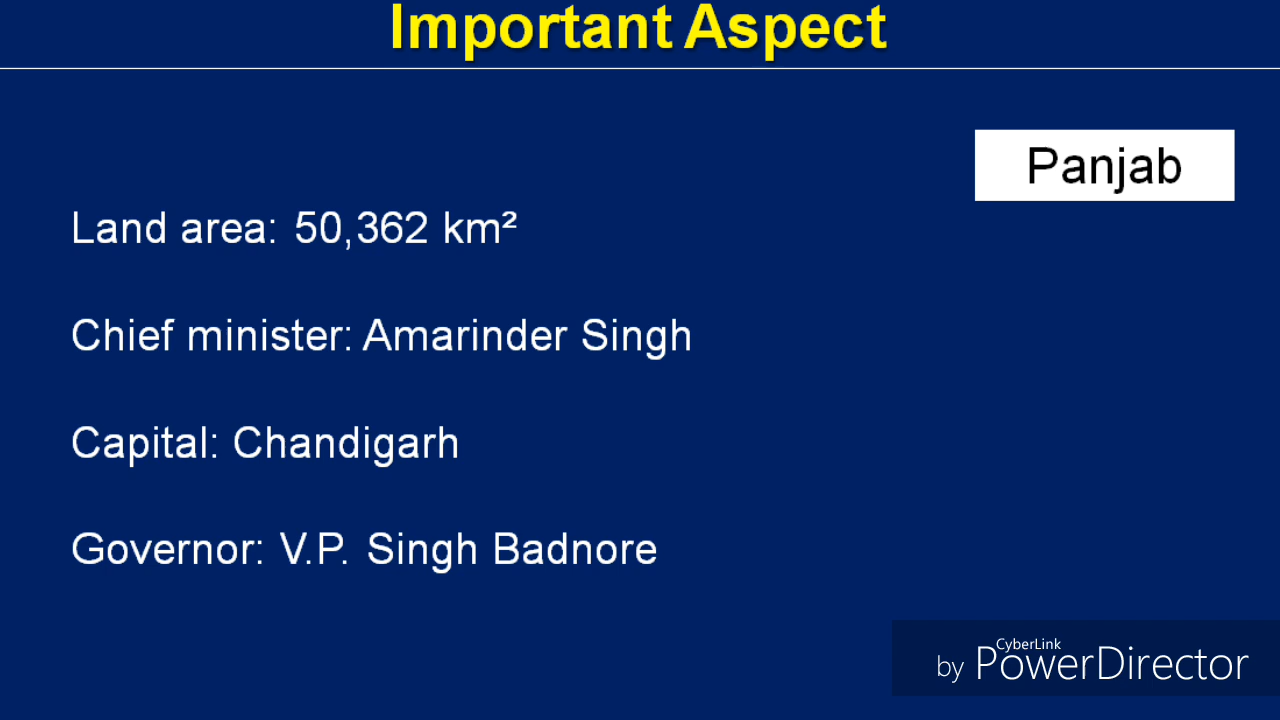 Important Aspect
Panjab
Land area: 50,362 km²
Chief minister: Amarinder Singh
Capital: Chandigarh
Governor: V.P. Singh Badnore
CyberLink
by PowerDirector